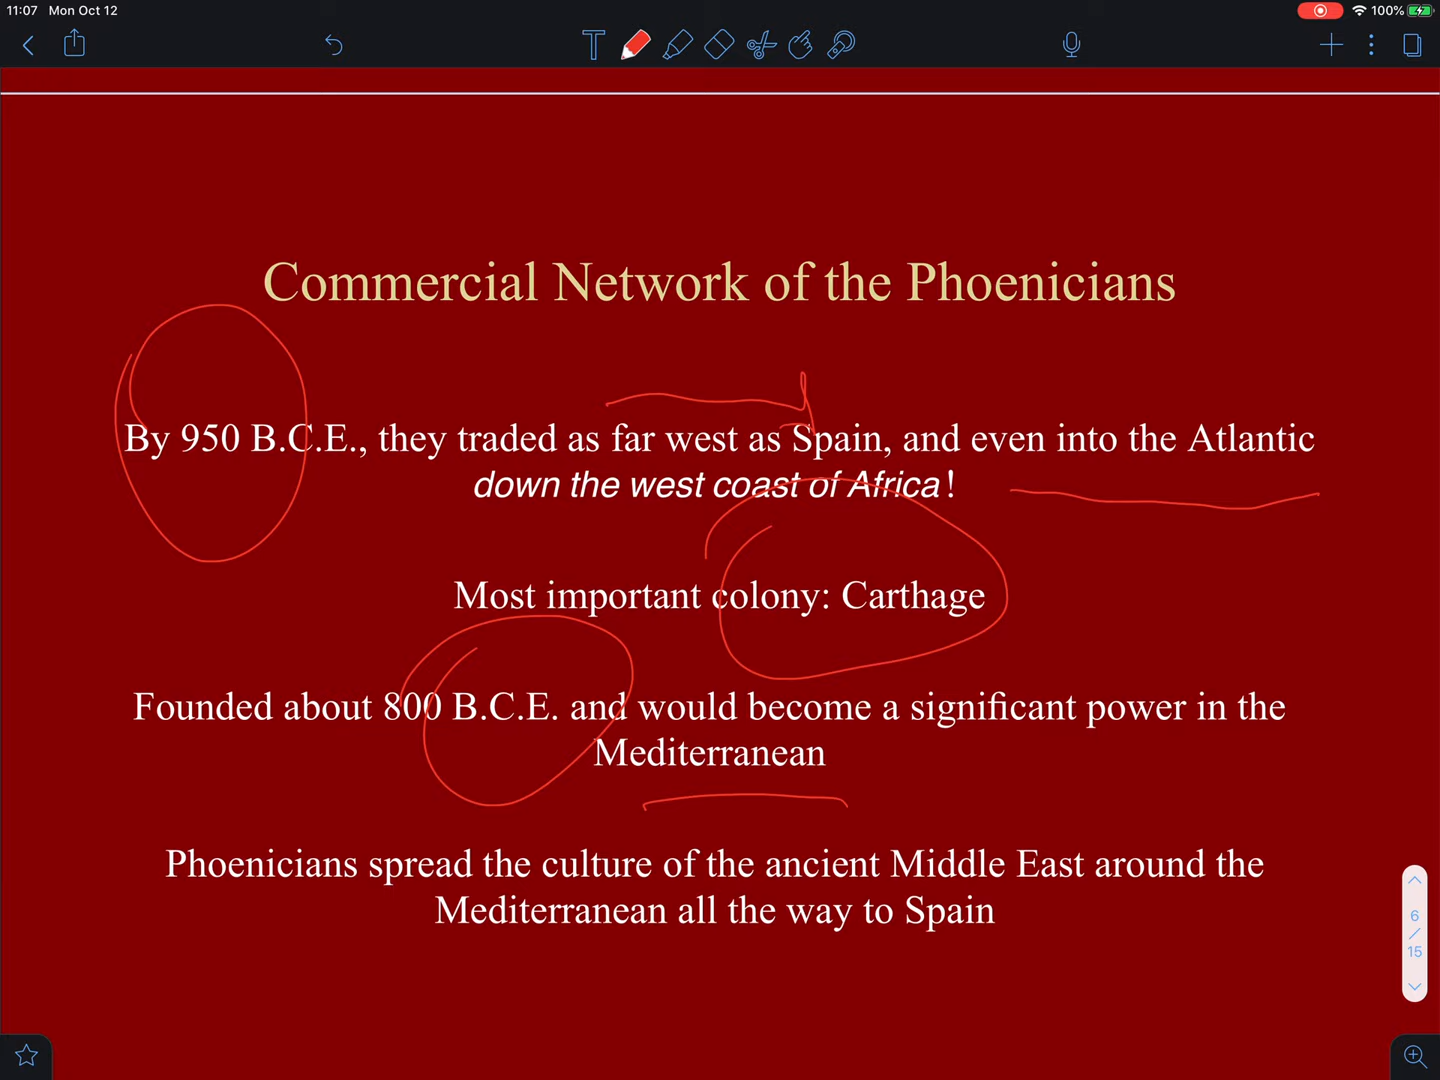 11:07 Mon Oct 12
100%
T
Commercial Network of the Phoenicians
By 950 B.C.E., they traded as far west as Spain, and even into the Atlantic
down the west coast of Africa!
Most important colony: Carthage
Founded about 800 B.C.E. and would become a significant power in the
Mediterranean
Phoenicians spread the culture of the ancient Middle East around the
Mediterranean all the way to Spain
6
/
15